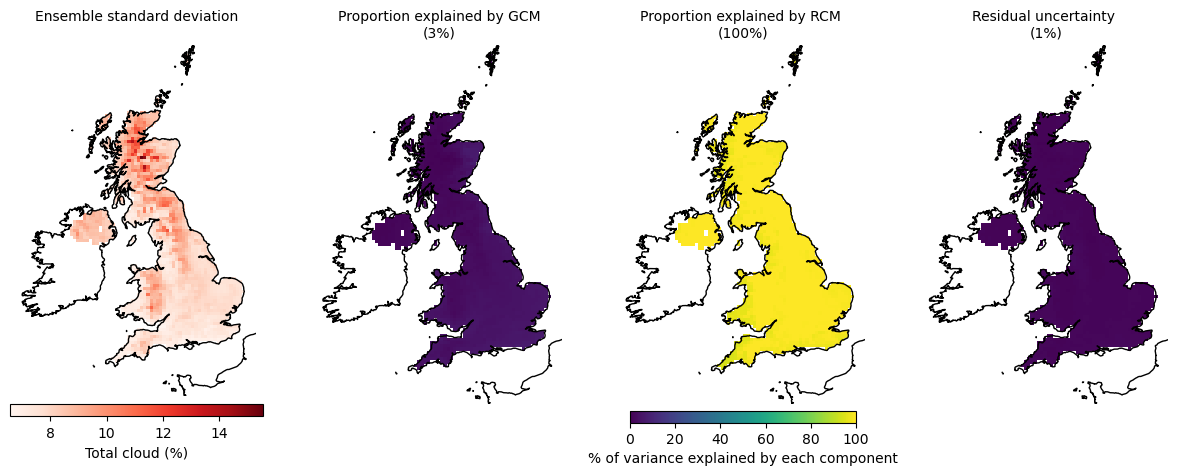 Ensemble standard deviation
Proportion explained by GCM
(3%)
Proportion explained by RCM
(100%)
Residual uncertainty
(1%)
8 10 12 14
Total cloud (%)
0 20 40 60 80 100
% of variance explained by each component